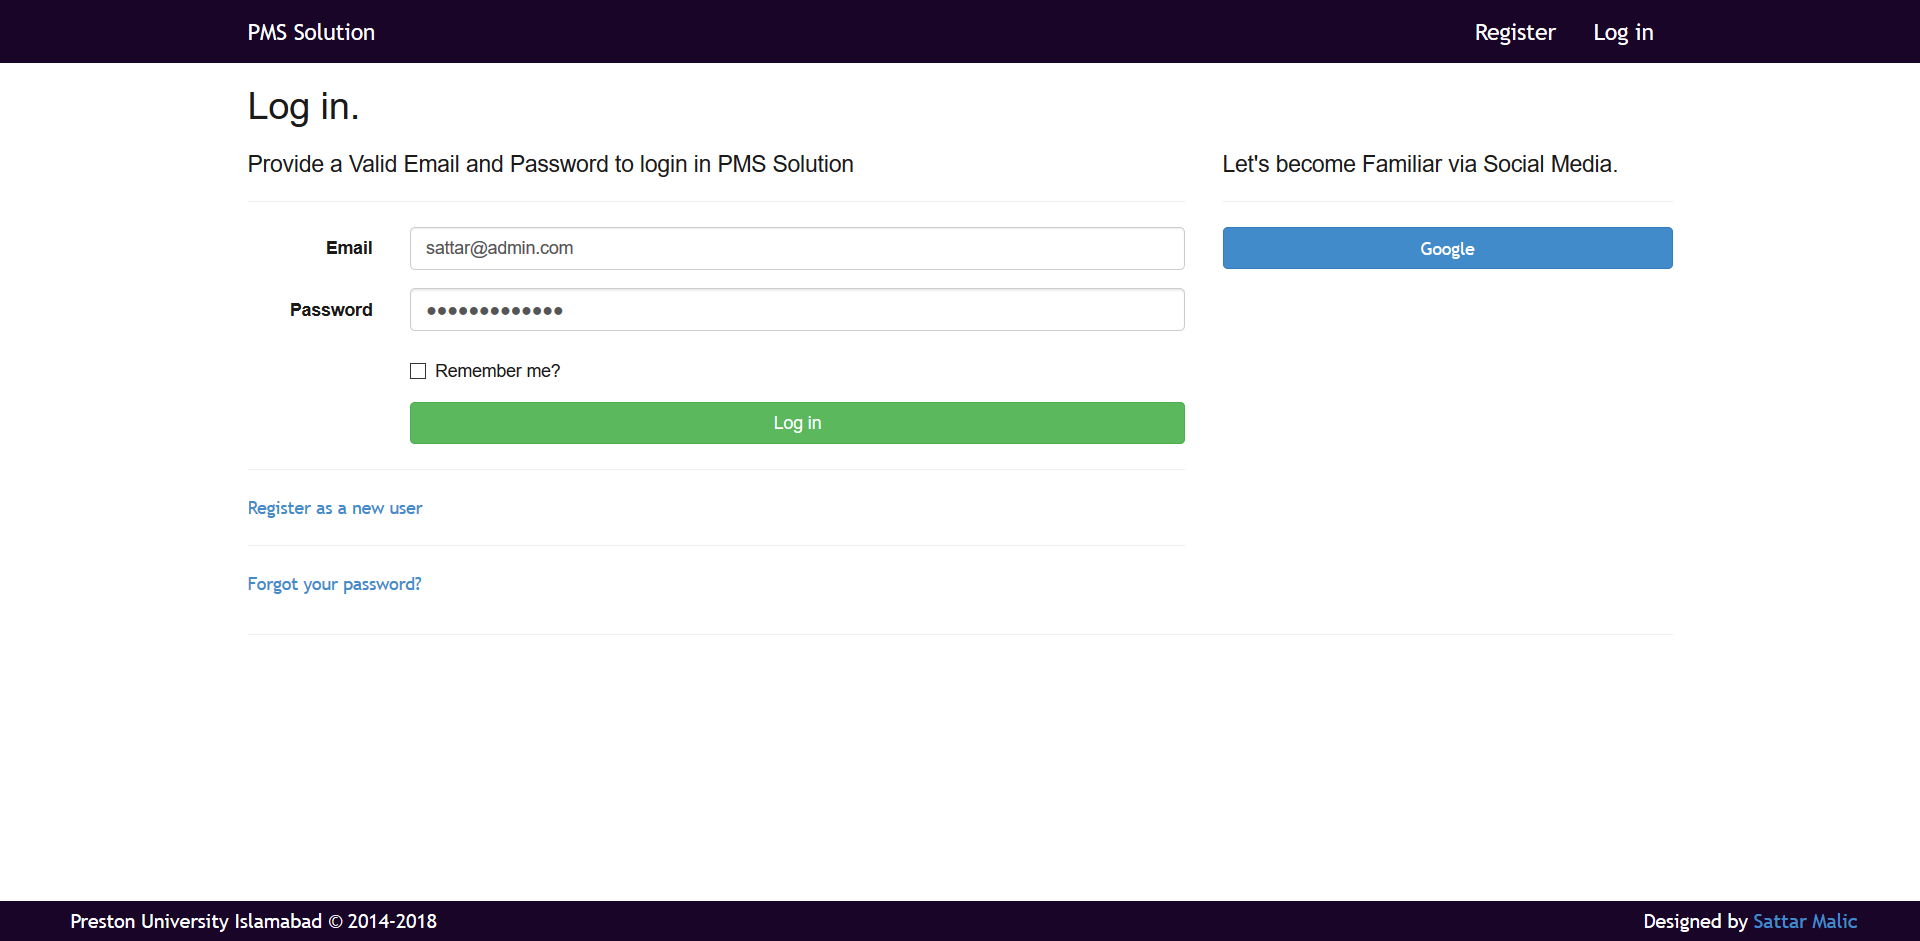 PMS Solution
Register
Log in
Log in.
Provide a Valid Email and Password to login in PMS Solution
Let's become Familiar via Social Media.
Email
sattar@admin.com
Google
Password
•••••••••••••
Remember me?
Log in
Register as a new user
Forgot your password?
Preston University Islamabad © 2014-2018
Designed by Sattar Malic